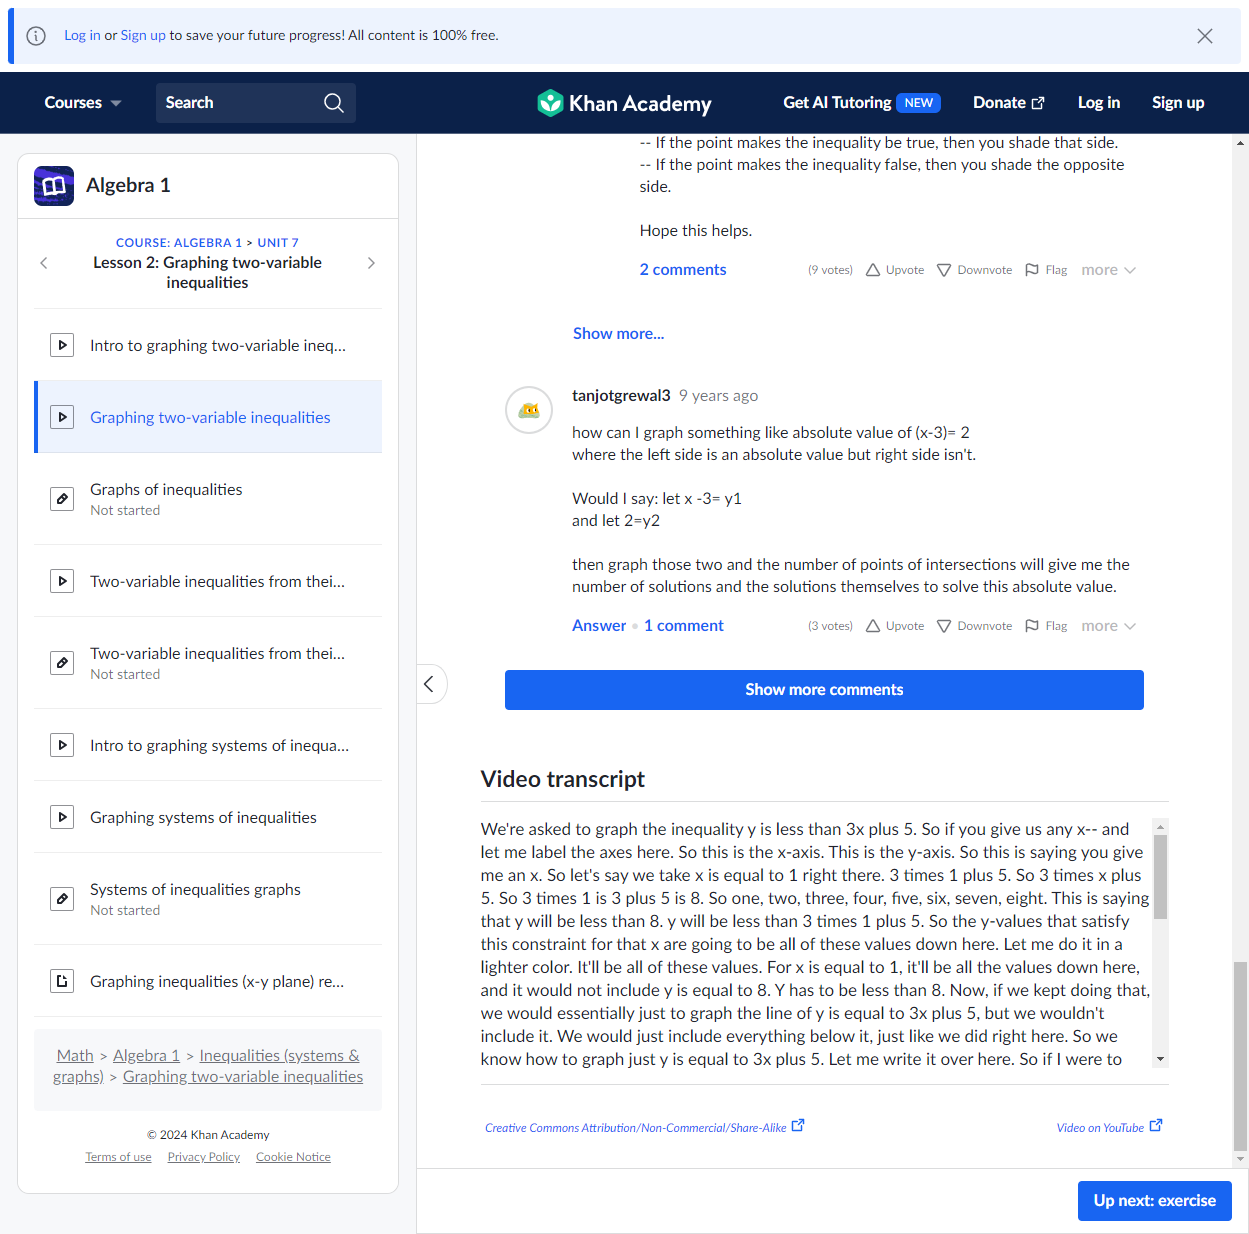 Log in or Sign up to save your future progress! All content is 100% free.
Courses
Search
Khan Academy
Get AI Tutoring NEW
Donate
Log in
Sign up
Algebra 1
COURSE: ALGEBRA 1 > UNIT 7
Lesson 2: Graphing two-variable
inequalities
Intro to graphing two-variable ineq...
Graphing two-variable inequalities
Graphs of inequalities
Not started
Two-variable inequalities from thei...
Two-variable inequalities from thei...
Not started
Intro to graphing systems of inequa...
Graphing systems of inequalities
Systems of inequalities graphs
Not started
Graphing inequalities (x-y plane) re...
Math > Algebra 1 > Inequalities (systems &
graphs) > Graphing two-variable inequalities
© 2024 Khan Academy
Terms of use Privacy Policy Cookie Notice
-- If the point makes the inequality be true, then you shade that side.
-- If the point makes the inequality false, then you shade the opposite
side.
Hope this helps.
2 comments (9 votes) Upvote Downvote Flag more
Show more...
tanjotgrewal3 9 years ago
how can I graph something like absolute value of (x-3)= 2
where the left side is an absolute value but right side isn't.
Would I say: let x -3= y1
and let 2=y2
then graph those two and the number of points of intersections will give me the
number of solutions and the solutions themselves to solve this absolute value.
Answer • 1 comment (3 votes) Upvote Downvote Flag more
Show more comments
Video transcript
We're asked to graph the inequality y is less than 3x plus 5. So if you give us any x-- and
let me label the axes here. So this is the x-axis. This is the y-axis. So this is saying you give
me an x. So let's say we take x is equal to 1 right there. 3 times 1 plus 5. So 3 times x plus
5. So 3 times 1 is 3 plus 5 is 8. So one, two, three, four, five, six, seven, eight. This is saying
that y will be less than 8. y will be less than 3 times 1 plus 5. So the y-values that satisfy
this constraint for that x are going to be all of these values down here. Let me do it in a
lighter color. It'll be all of these values. For x is equal to 1, it'll be all the values down here,
and it would not include y is equal to 8. Y has to be less than 8. Now, if we kept doing that,
we would essentially just to graph the line of y is equal to 3x plus 5, but we wouldn't
include it. We would just include everything below it, just like we did right here. So we
know how to graph just y is equal to 3x plus 5. Let me write it over here. So if I were to
Creative Commons Attribution/Non-Commercial/Share-Alike
Video on YouTube
Up next: exercise